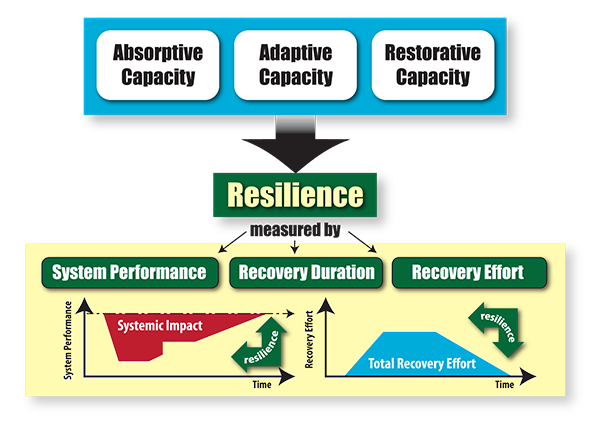 Absorptive
Capacity
Adaptive
Capacity
Restorative
Capacity
Resilience
measured by
System Performance
Recovery Duration
Recovery Effort
System Performance
Systemic Impact
resilience
Time
Recovery Effort
Total Recovery Effort
resilience
Time